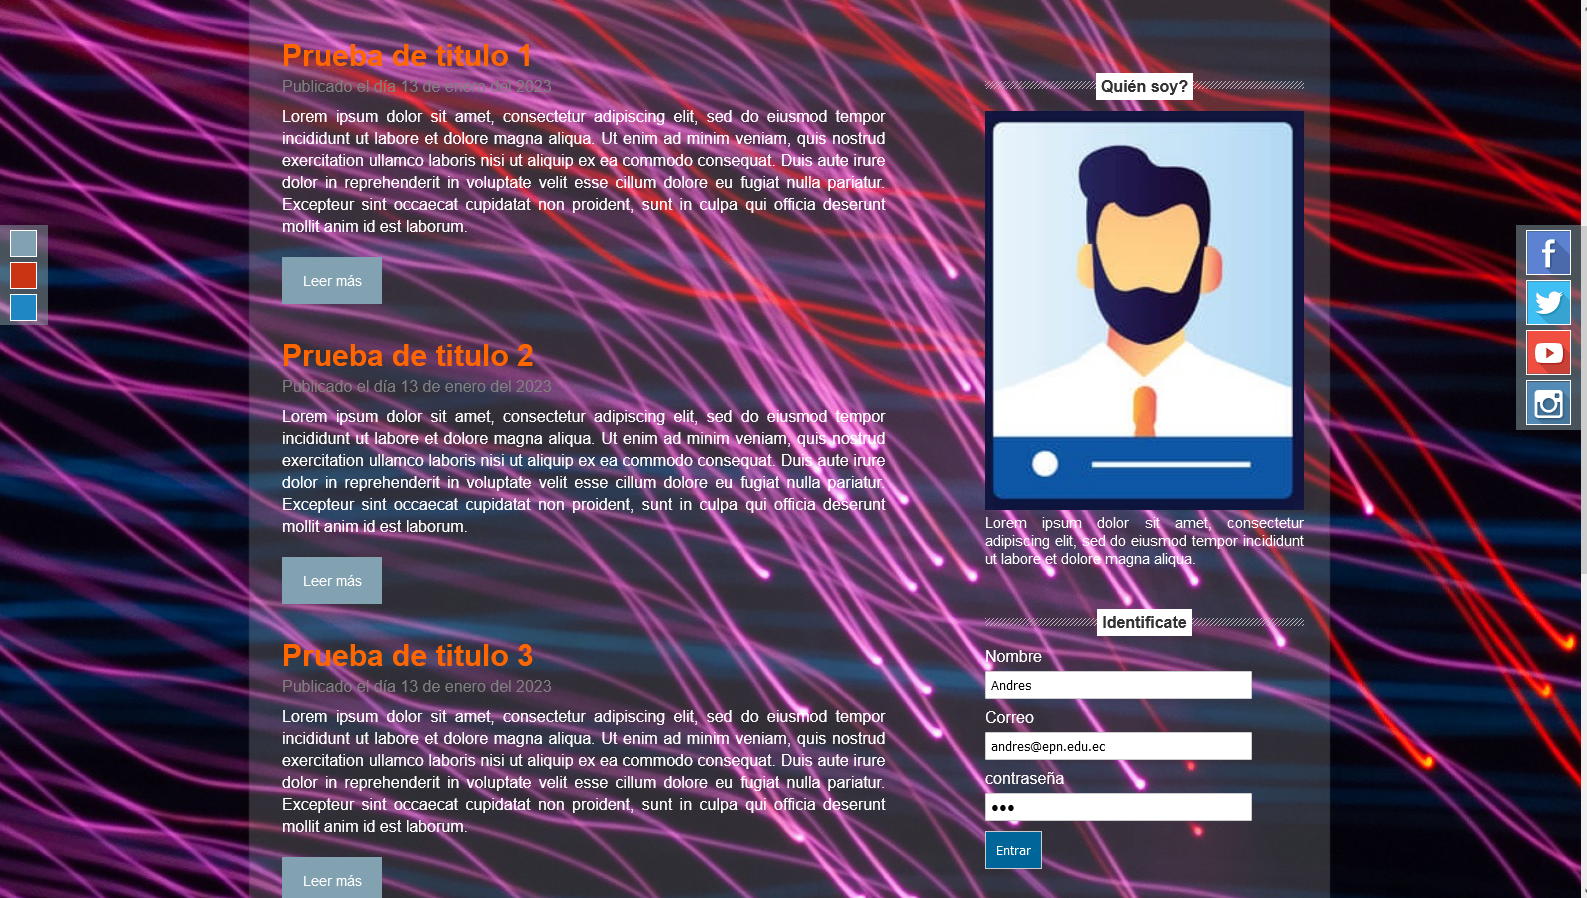 Prueba de titulo 1
Publicado el día 13 de enero del 2023
Lorem ipsum dolor sit amet, consectetur adipiscing elit, sed do eiusmod tempor
incididunt ut labore et dolore magna aliqua. Ut enim ad minim veniam, quis nostrud
exercitation ullamco laboris nisi ut aliquip ex ea commodo consequat. Duis aute irure
dolor in reprehenderit in voluptate velit esse cillum dolore eu fugiat nulla pariatur.
Excepteur sint occaecat cupidatat non proident, sunt in culpa qui officia deserunt
mollit anim id est laborum.
Leer más
Prueba de titulo 2
Publicado el día 13 de enero del 2023
Lorem ipsum dolor sit amet, consectetur adipiscing elit, sed do eiusmod tempor
incididunt ut labore et dolore magna aliqua. Ut enim ad minim veniam, quis nostrud
exercitation ullamco laboris nisi ut aliquip ex ea commodo consequat. Duis aute irure
dolor in reprehenderit in voluptate velit esse cillum dolore eu fugiat nulla pariatur.
Excepteur sint occaecat cupidatat non proident, sunt in culpa qui officia deserunt
mollit anim id est laborum.
Leer más
Prueba de titulo 3
Publicado el día 13 de enero del 2023
Lorem ipsum dolor sit amet, consectetur adipiscing elit, sed do eiusmod tempor
incididunt ut labore et dolore magna aliqua. Ut enim ad minim veniam, quis nostrud
exercitation ullamco laboris nisi ut aliquip ex ea commodo consequat. Duis aute irure
dolor in reprehenderit in voluptate velit esse cillum dolore eu fugiat nulla pariatur.
Excepteur sint occaecat cupidatat non proident, sunt in culpa qui officia deserunt
mollit anim id est laborum.
Leer más
Quién soy?
Lorem ipsum dolor sit amet, consectetur
adipiscing elit, sed do eiusmod tempor incididunt
ut labore et dolore magna aliqua.
Identificate
Nombre
Andres
Correo
andres@epn.edu.ec
contraseña
●●●
Entrar